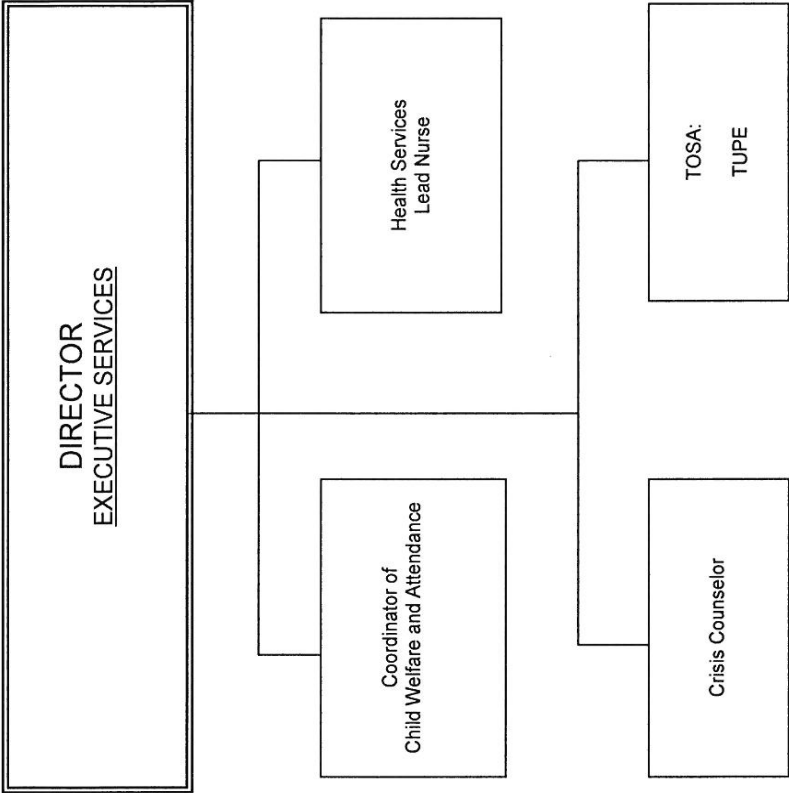 DIRECTOR
EXECUTIVE SERVICES
Coordinator of
Child Welfare and Attendance
Health Services
Lead Nurse
Crisis Counselor
TOSA:
TUPE